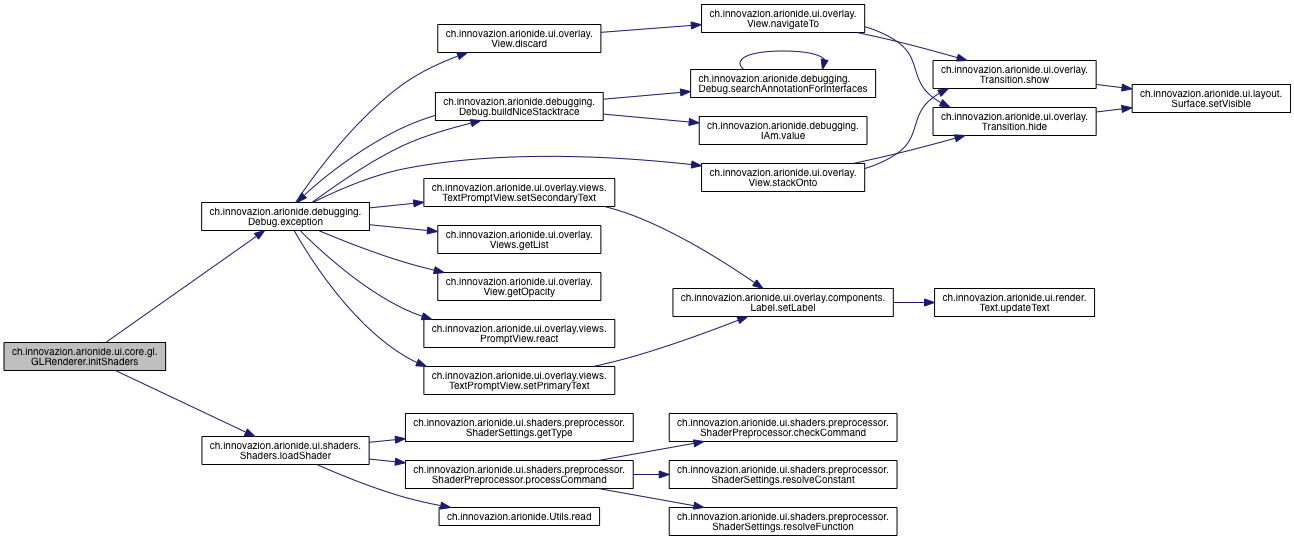 ch.innovazion.arionide.ui.core.gl.
GLRenderer.initShaders
ch.innovazion.arionide.debugging.
Debug.exception
ch.innovazion.arionide.ui.shaders.
Shaders.loadShader
ch.innovazion.arionide.ui.overlay.
View.discard
ch.innovazion.arionide.debugging.
Debug.buildNiceStacktrace
ch.innovazion.arionide.ui.overlay.views.
TextPromptView.setSecondaryText
ch.innovazion.arionide.ui.overlay.
Views.getList
ch.innovazion.arionide.ui.overlay.
View.getOpacity
ch.innovazion.arionide.ui.overlay.views.
PromptView.react
ch.innovazion.arionide.ui.overlay.views.
TextPromptView.setPrimaryText
ch.innovazion.arionide.ui.shaders.preprocessor.
ShaderSettings.getType
ch.innovazion.arionide.ui.shaders.preprocessor.
ShaderPreprocessor.processCommand
ch.innovazion.arionide.Utils.read
ch.innovazion.arionide.ui.overlay.
View.navigateTo
ch.innovazion.arionide.debugging.
Debug.searchAnnotationForInterfaces
ch.innovazion.arionide.debugging.
IAm.value
ch.innovazion.arionide.ui.overlay.
View.stackOnto
ch.innovazion.arionide.ui.overlay.components.
Label.setLabel
ch.innovazion.arionide.ui.shaders.preprocessor.
ShaderPreprocessor.checkCommand
ch.innovazion.arionide.ui.shaders.preprocessor.
ShaderSettings.resolveConstant
ch.innovazion.arionide.ui.shaders.preprocessor.
ShaderSettings.resolveFunction
ch.innovazion.arionide.ui.overlay.
Transition.show
ch.innovazion.arionide.ui.overlay.
Transition.hide
ch.innovazion.arionide.ui.render.
Text.updateText
ch.innovazion.arionide.ui.layout.
Surface.setVisible